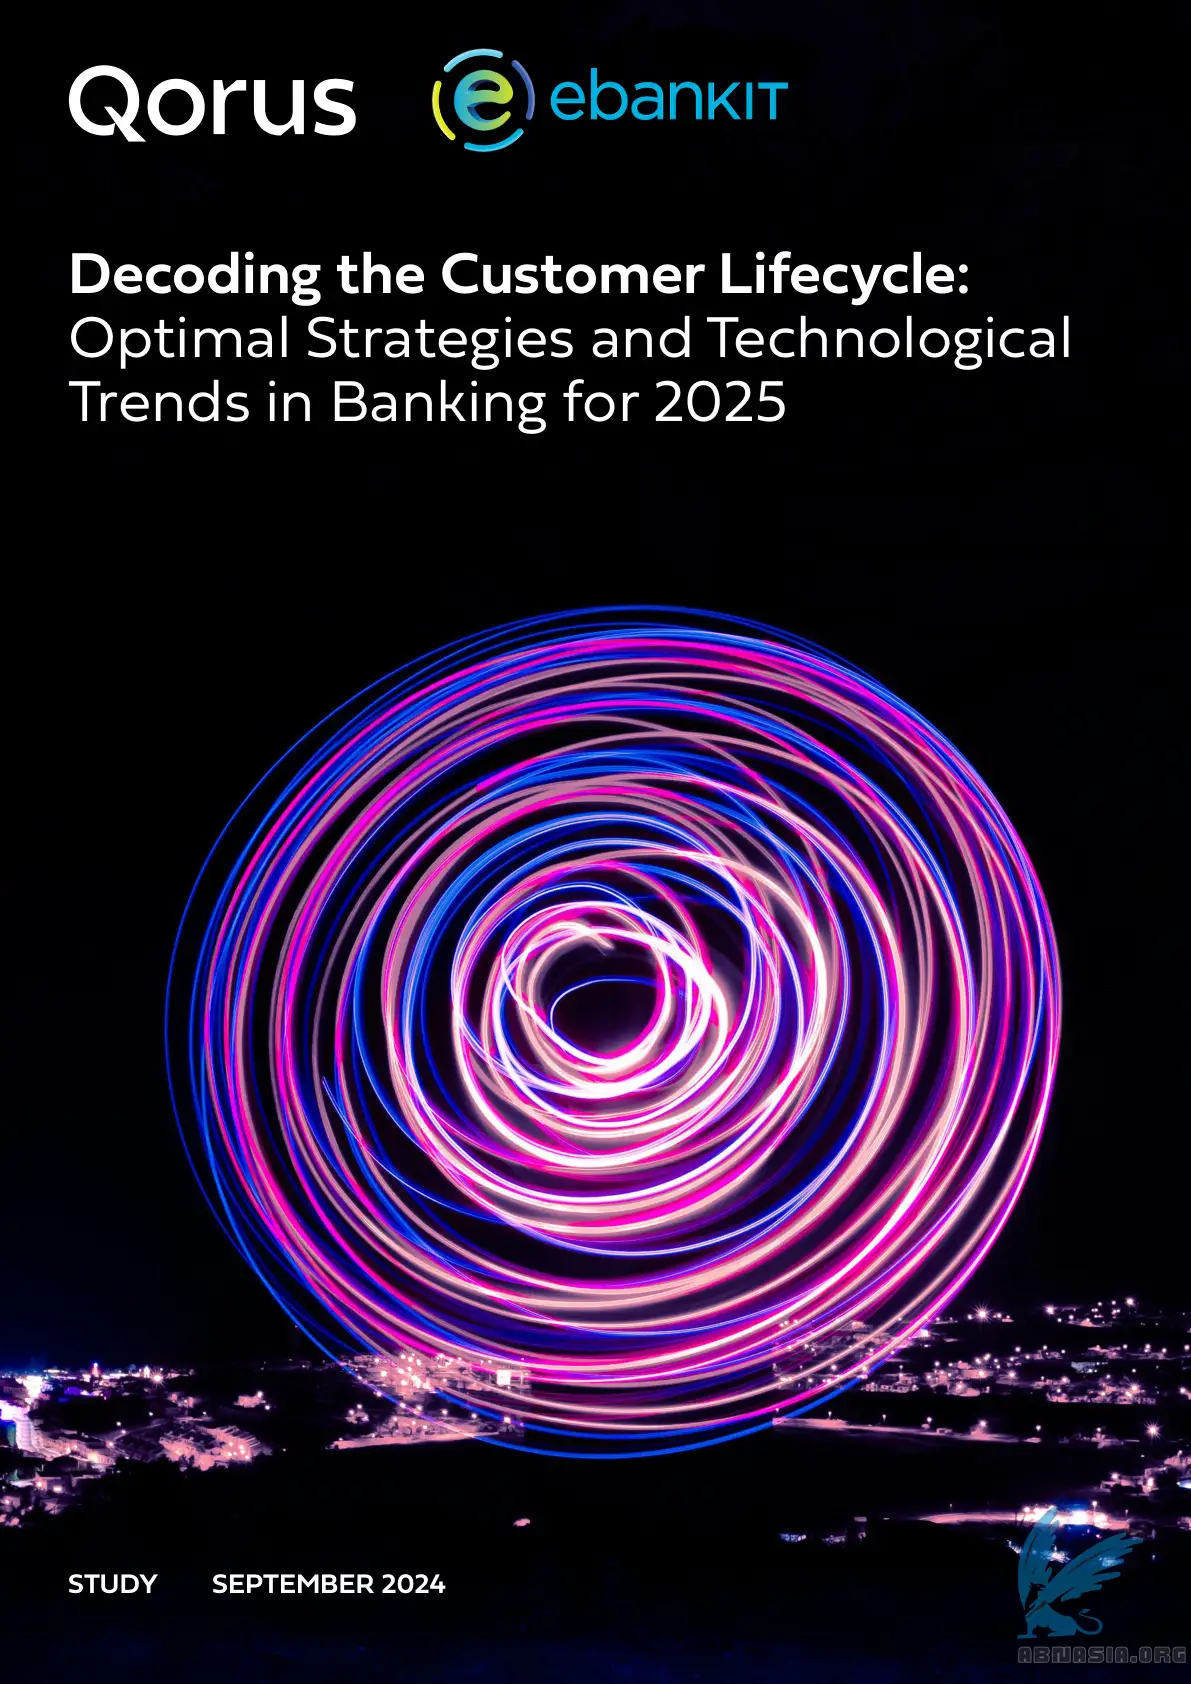 Qorus
ebankIT
Decoding the Customer Lifecycle:
Optimal Strategies and Technological
Trends in Banking for 2025
STUDY SEPTEMBER 2024
ABNASIA.ORG